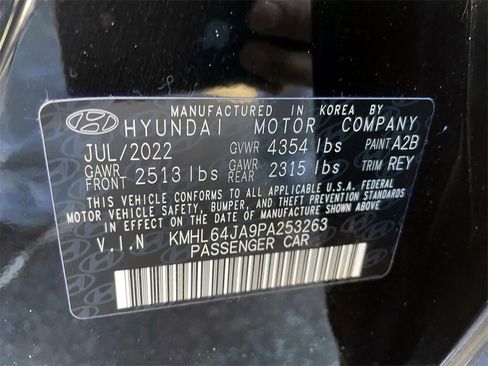 MANUFACTURED IN KOREA BY
HYUNDAI MOTOR COMPANY
JUL/2022 GVWR 4354 lbs PAINT A2B
GAWR FRONT 2513 lbs GAWR REAR 2315 lbs TRIM REY
THIS VEHICLE CONFORMS TO ALL APPLICABLE U.S.A. FEDERAL
MOTOR VEHICLE SAFETY, BUMPER, AND THEFT PREVENTION STANDARDS
IN EFFECT ON THE DATE OF MANUFACTURE SHOWN ABOVE.
V.I.N KMHL64JA9PA253263
PASSENGER CAR